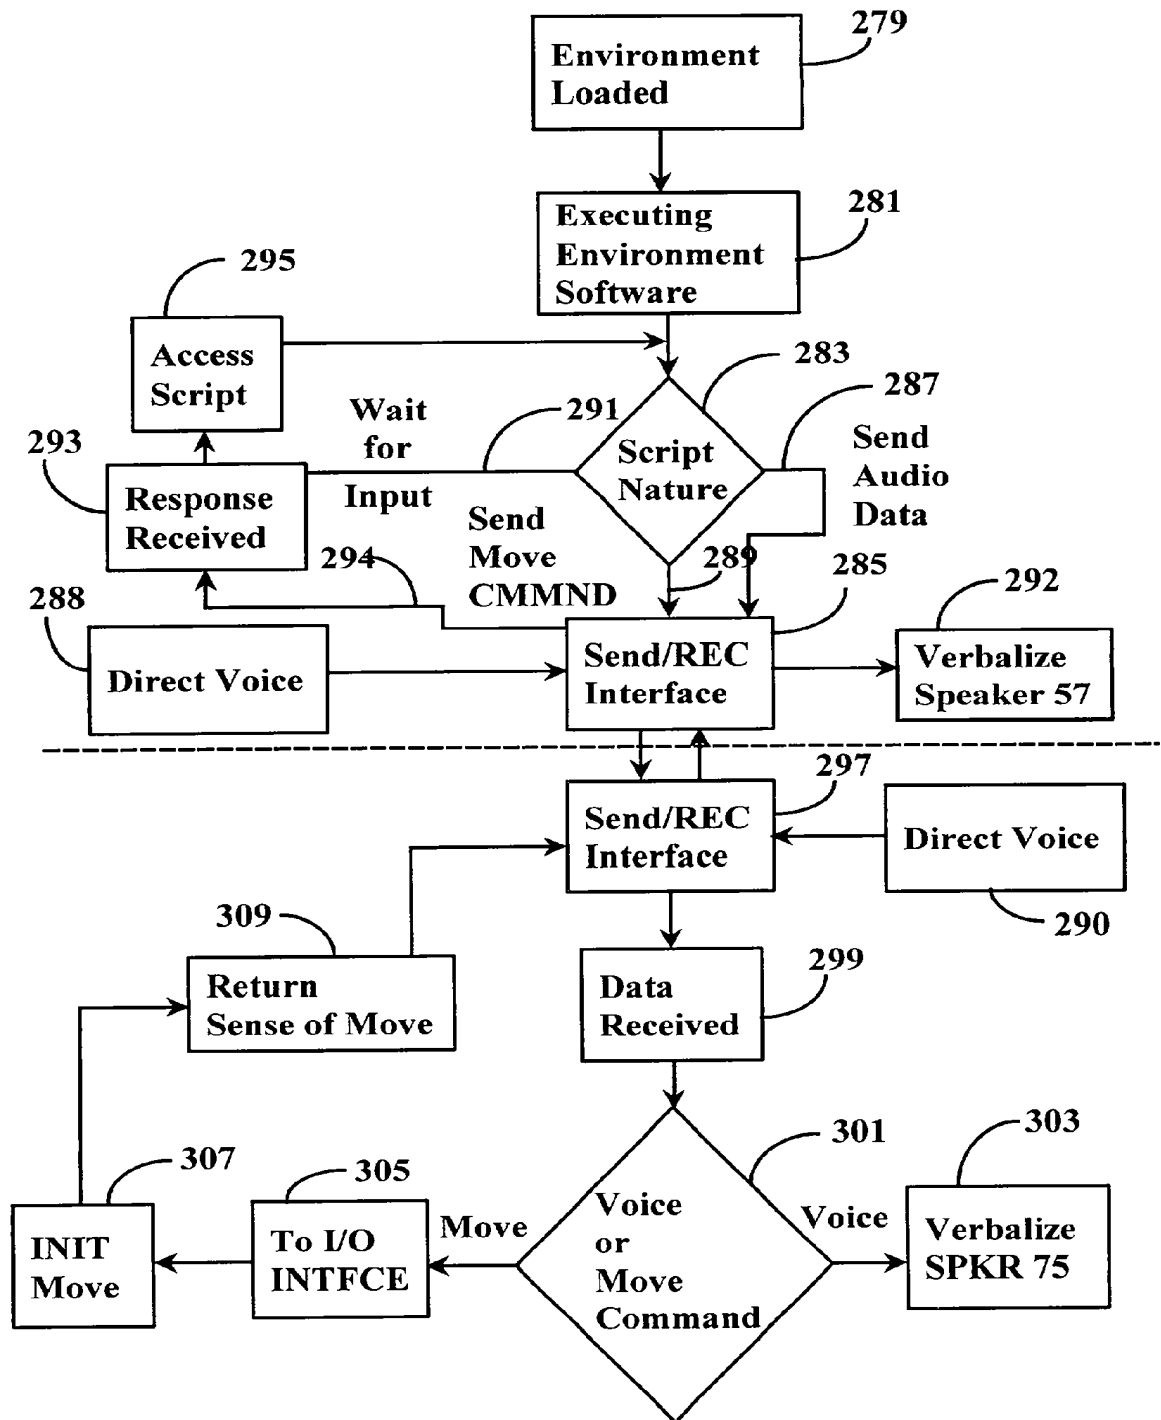 279
Environment
Loaded
281
Executing
Environment
Software
295
Access
Script
283
287
291
Wait
for
Input
Script
Nature
Send
Audio
Data
293
Response
Received
Send
Move
CMMND
289
294
285
292
288
Direct Voice
Send/REC
Interface
Verbalize
Speaker 57
297
Send/REC
Interface
Direct Voice
290
309
Return
Sense of Move
299
Data
Received
301
303
307
305
INIT
Move
To I/O
INTFCE
Move
Voice
or
Move
Command
Voice
Verbalize
SPKR 75